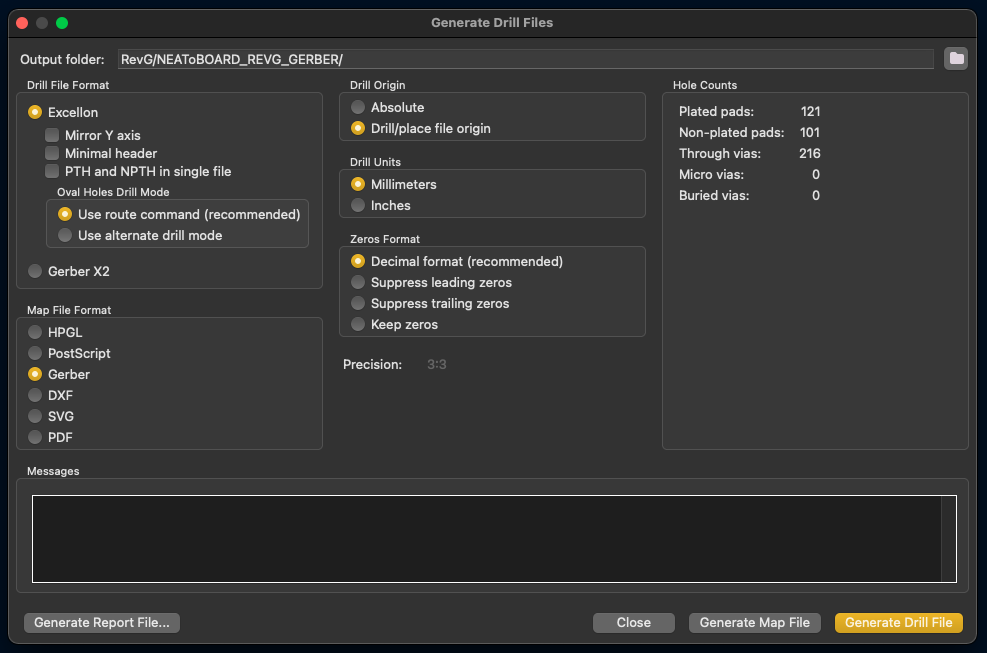 Generate Drill Files
Output folder: RevG/NEAToBOARD_REVG_GERBER/
Drill File Format
Excellon
Mirror Y axis
Minimal header
PTH and NPTH in single file
Oval Holes Drill Mode
Use route command (recommended)
Use alternate drill mode
Gerber X2
Map File Format
HPGL
PostScript
Gerber
DXF
SVG
PDF
Drill Origin
Absolute
Drill/place file origin
Drill Units
Millimeters
Inches
Zeros Format
Decimal format (recommended)
Suppress leading zeros
Suppress trailing zeros
Keep zeros
Precision: 3:3
Hole Counts
Plated pads: 121
Non-plated pads: 101
Through vias: 216
Micro vias: 0
Buried vias: 0
Messages
Generate Report File... Close Generate Map File Generate Drill File